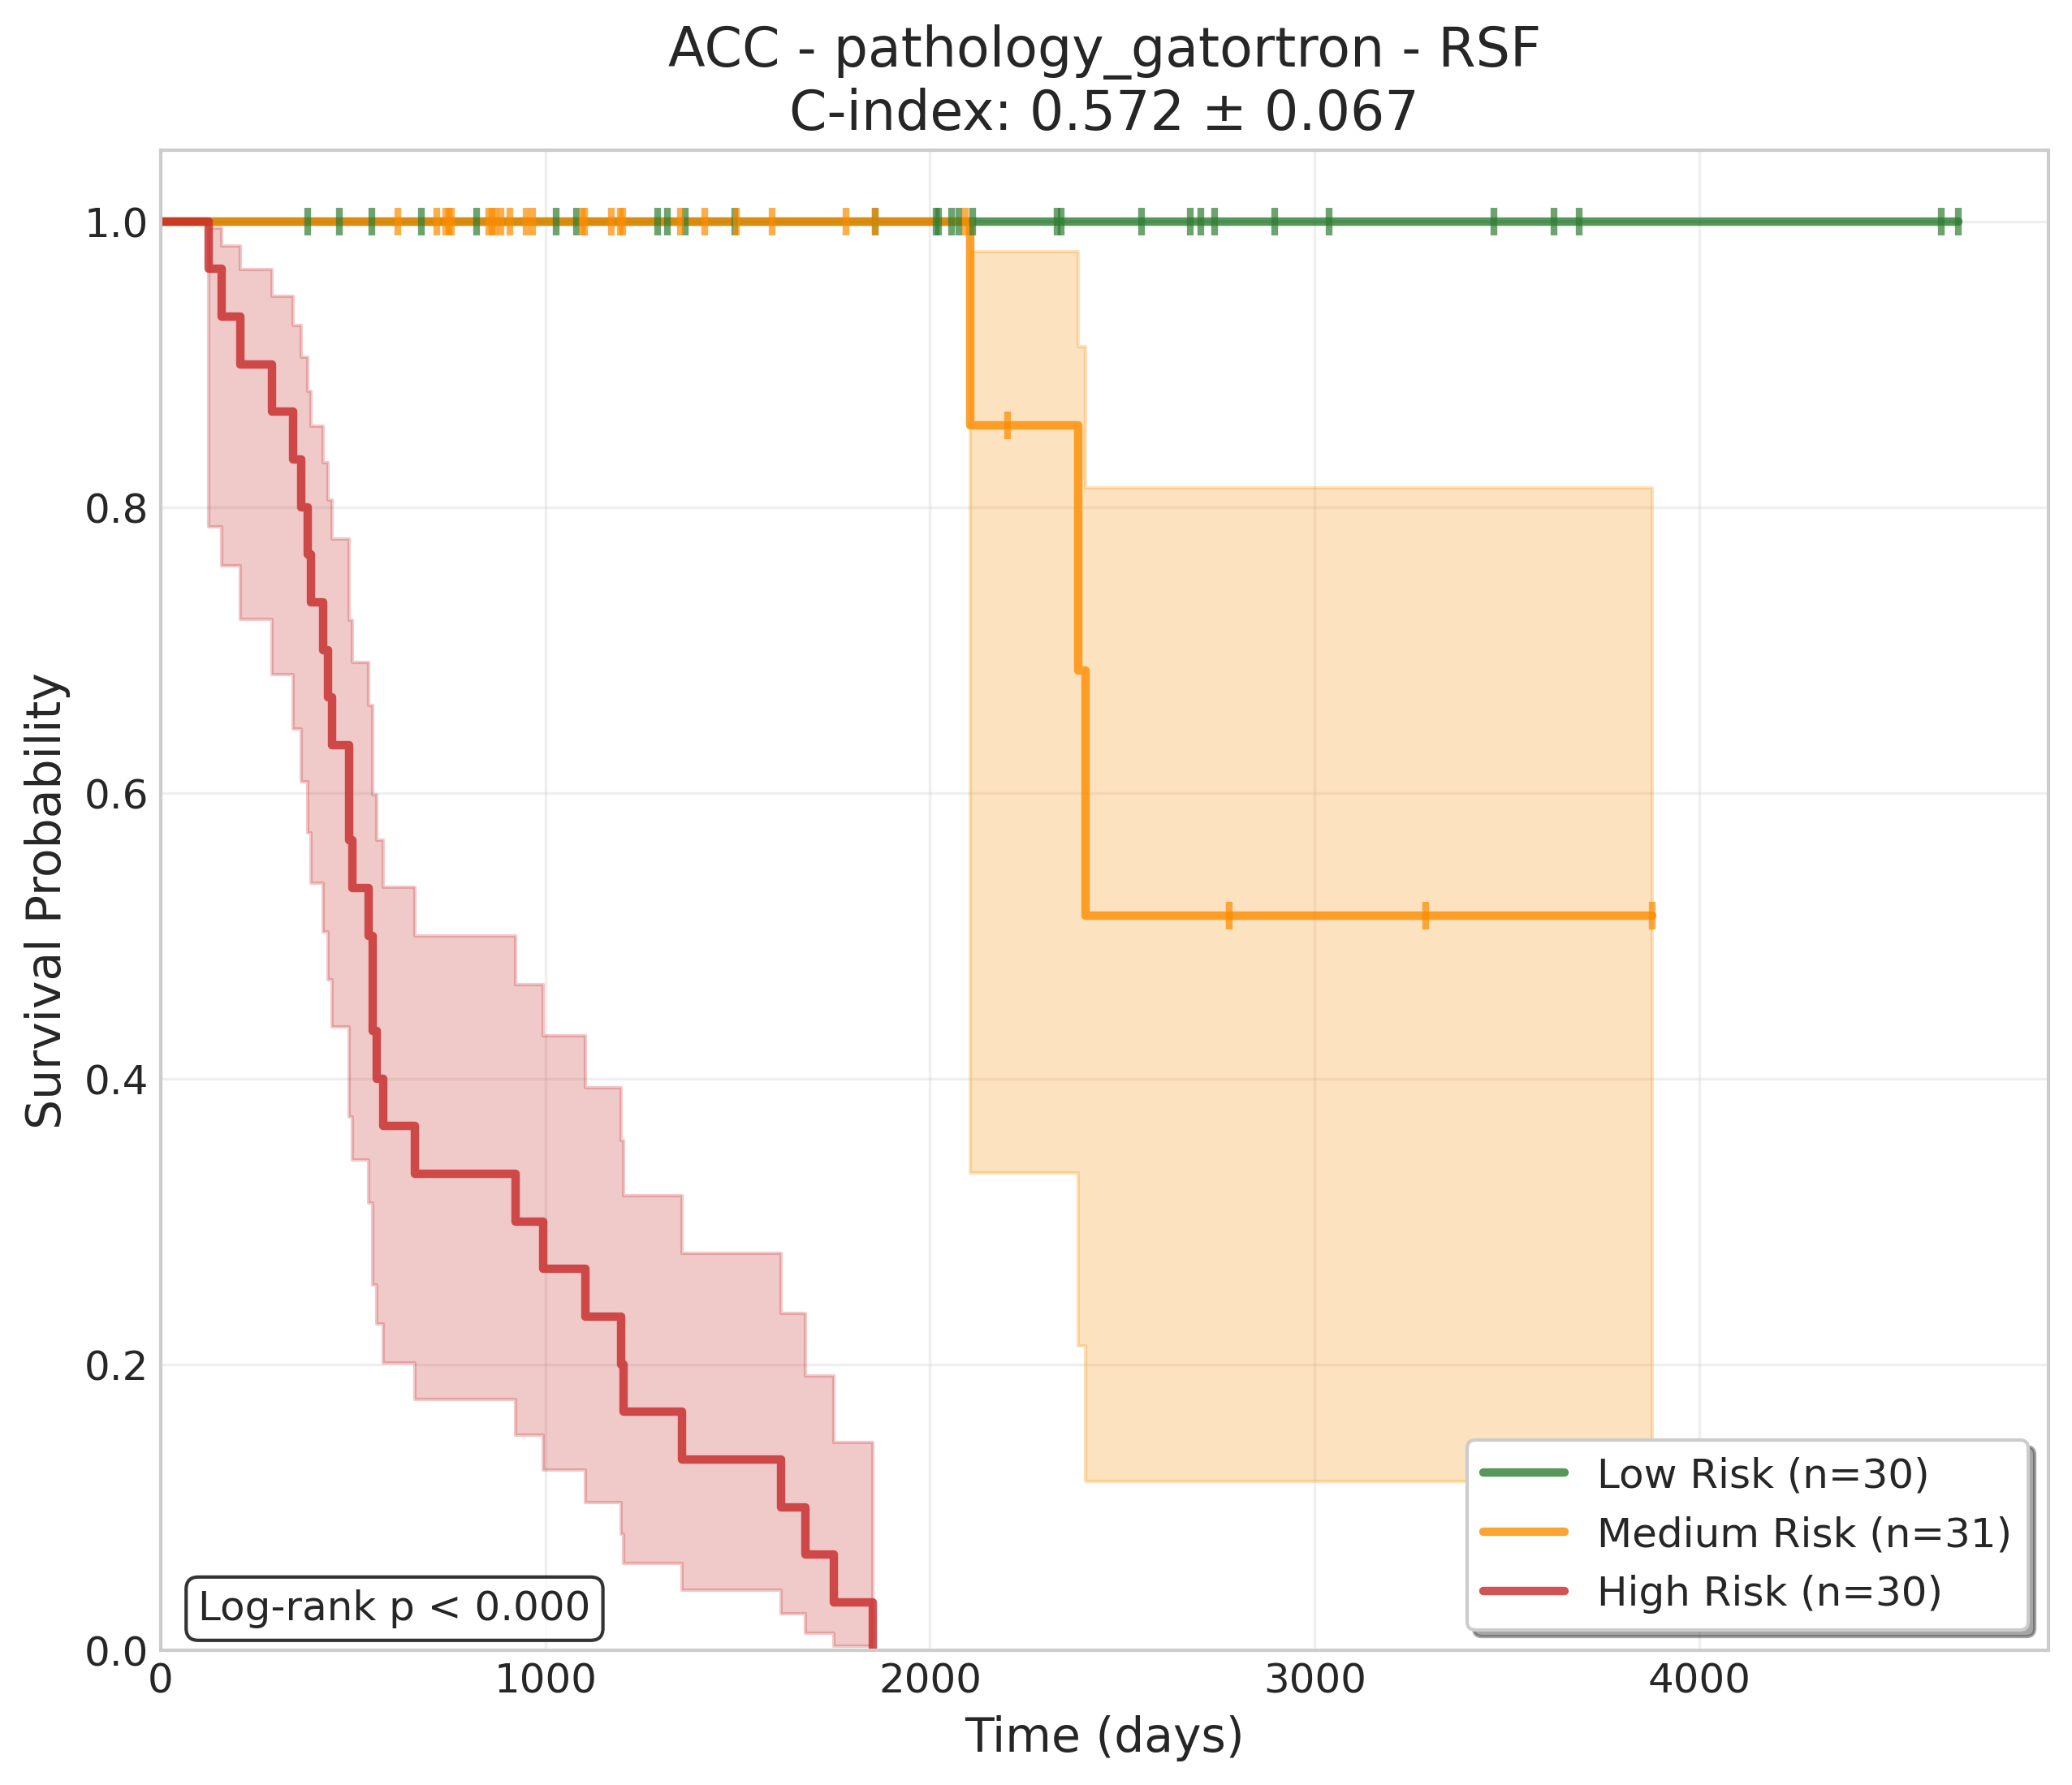 ACC - pathology_gatortron - RSF
C-index: 0.572 ± 0.067
Survival Probability
1.0
0.8
0.6
0.4
0.2
0.0
0
1000
2000
3000
4000
Time (days)
Log-rank p < 0.000
Low Risk (n=30)
Medium Risk (n=31)
High Risk (n=30)